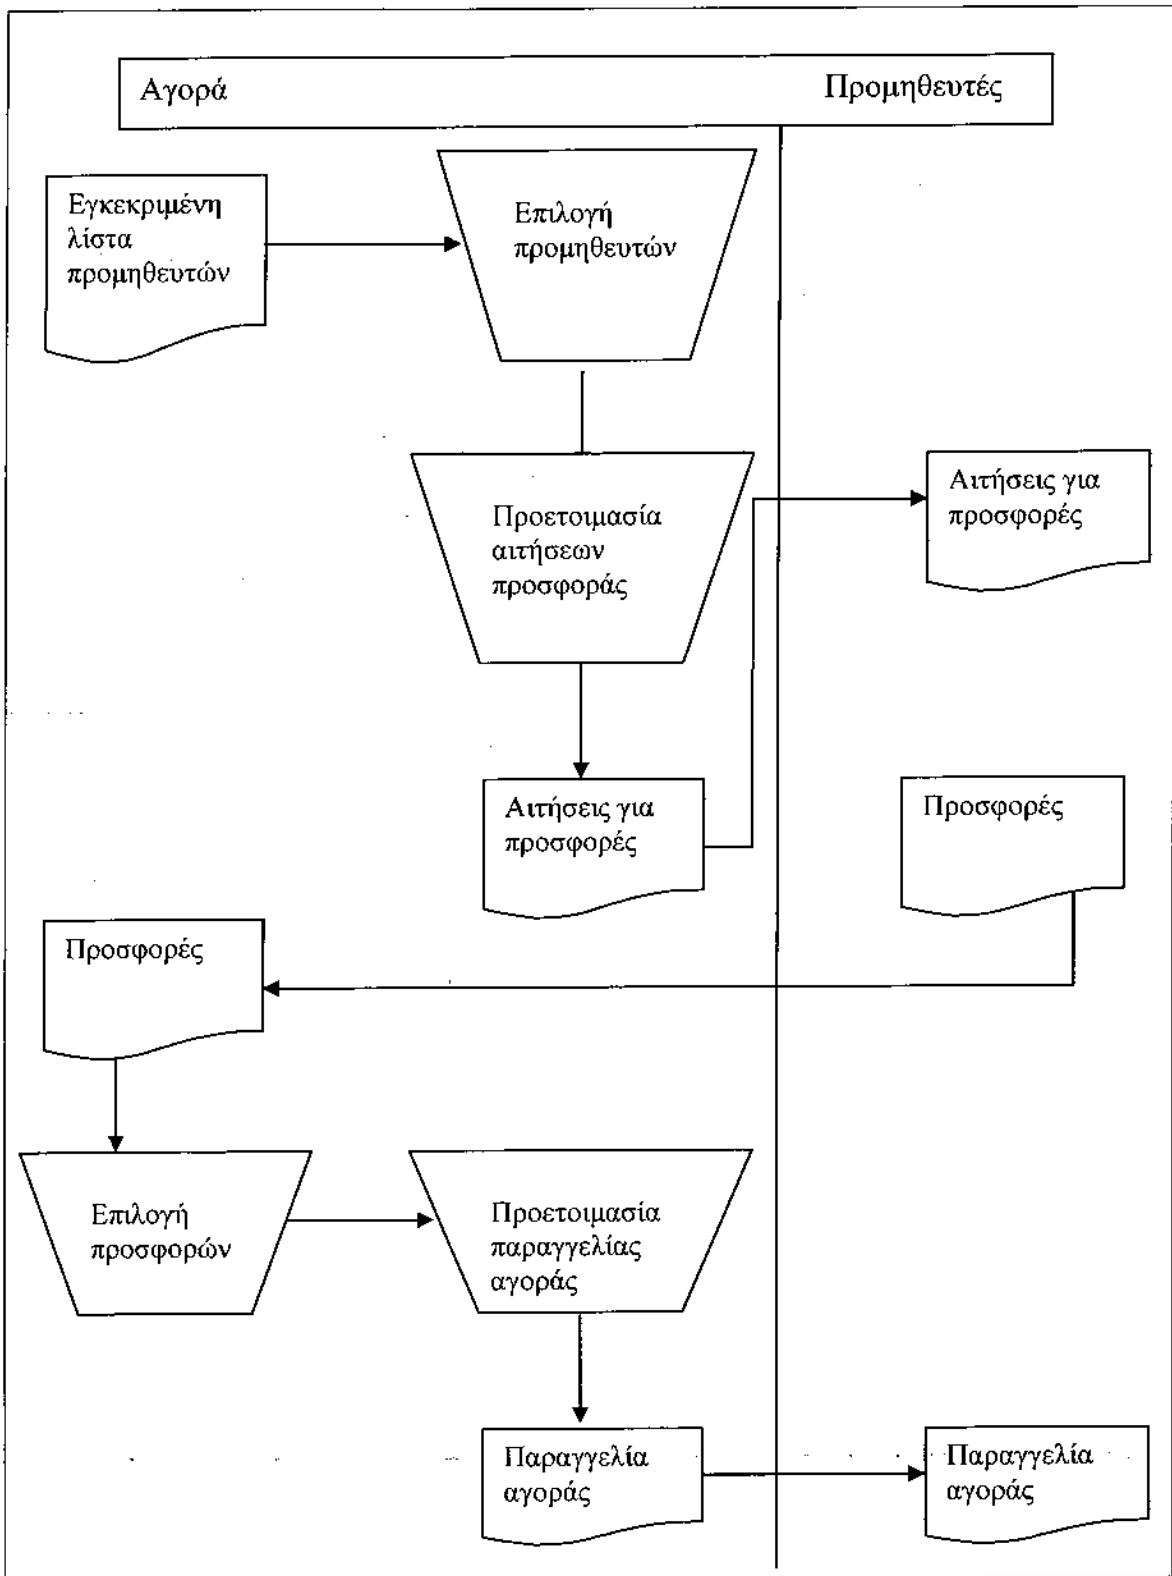 Αγορά
Προμηθευτές
Εγκεκριμένη
λίστα
προμηθευτών
Επιλογή
προμηθευτών
Προετοιμασία
αιτήσεων
προσφοράς
Αιτήσεις για
προσφορές
Αιτήσεις για
προσφορές
Προσφορές
Προσφορές
Επιλογή
προσφορών
Προετοιμασία
παραγγελίας
αγοράς
Παραγγελία
αγοράς
Παραγγελία
αγοράς